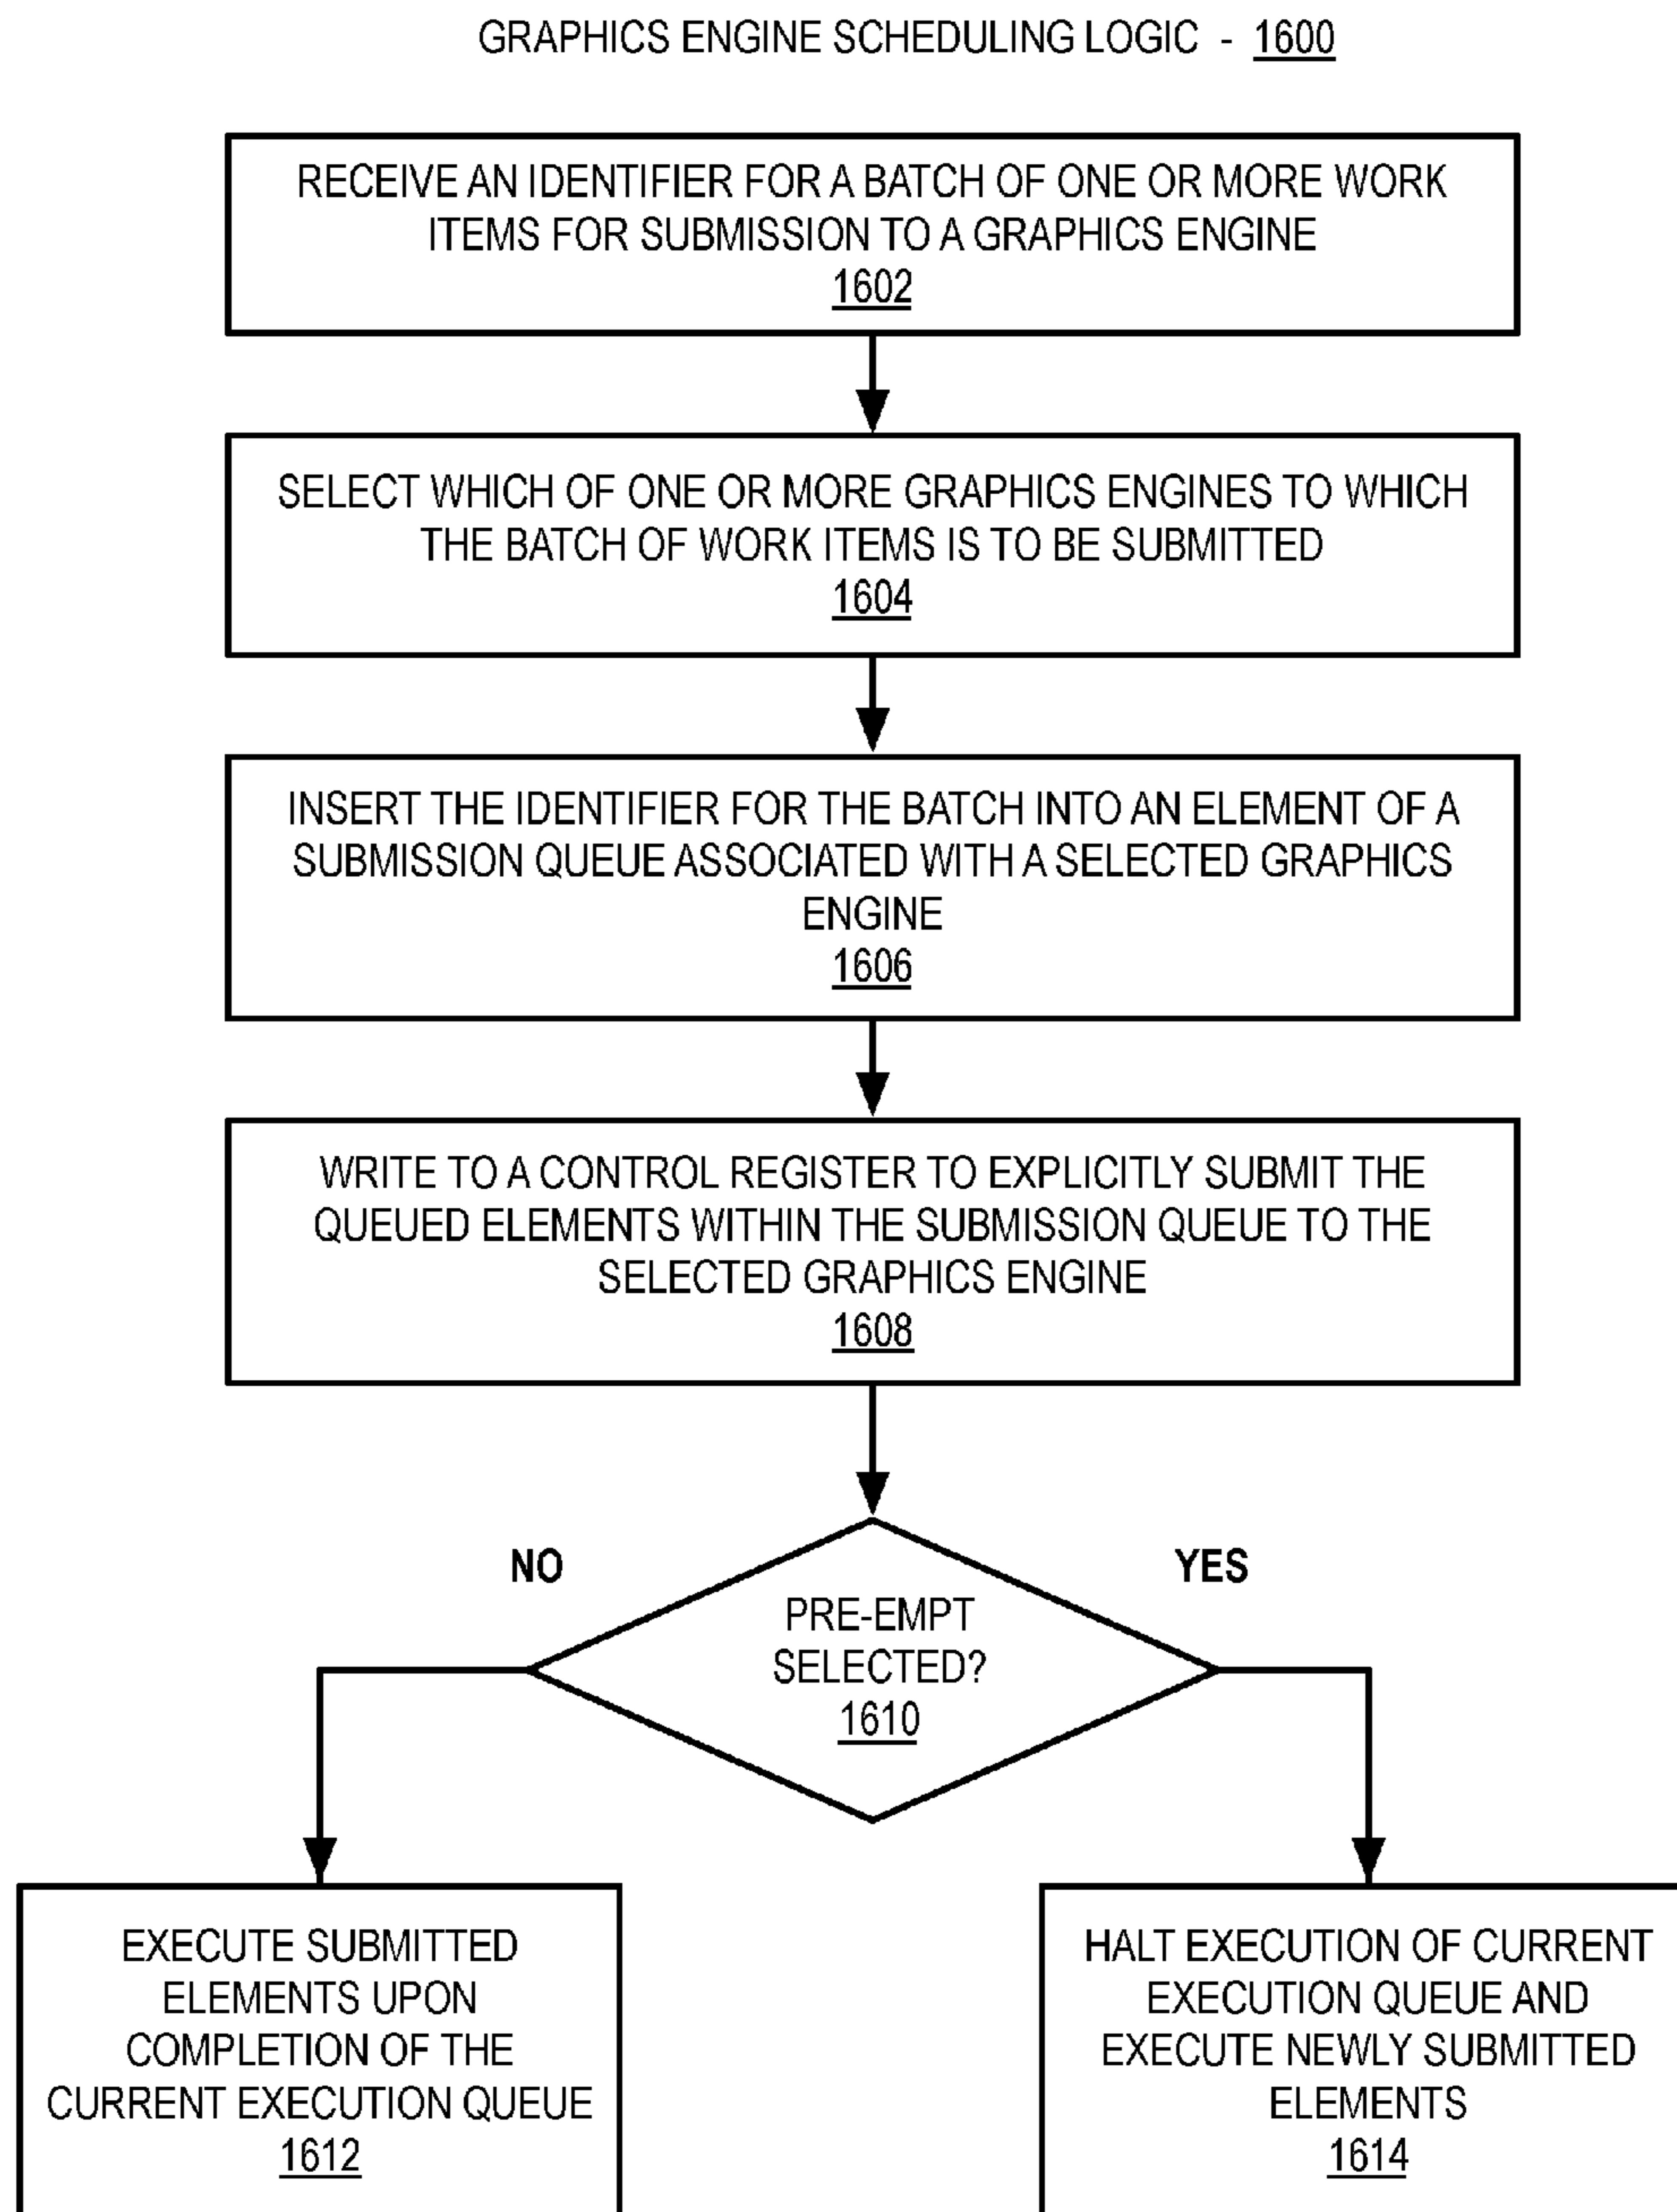 GRAPHICS ENGINE SCHEDULING LOGIC - 1600
RECEIVE AN IDENTIFIER FOR A BATCH OF ONE OR MORE WORK
ITEMS FOR SUBMISSION TO A GRAPHICS ENGINE
1602
SELECT WHICH OF ONE OR MORE GRAPHICS ENGINES TO WHICH
THE BATCH OF WORK ITEMS IS TO BE SUBMITTED
1604
INSERT THE IDENTIFIER FOR THE BATCH INTO AN ELEMENT OF A
SUBMISSION QUEUE ASSOCIATED WITH A SELECTED GRAPHICS
ENGINE
1606
WRITE TO A CONTROL REGISTER TO EXPLICITLY SUBMIT THE
QUEUED ELEMENTS WITHIN THE SUBMISSION QUEUE TO THE
SELECTED GRAPHICS ENGINE
1608
NO
YES
PRE-EMPT
SELECTED?
1610
EXECUTE SUBMITTED
ELEMENTS UPON
COMPLETION OF THE
CURRENT EXECUTION QUEUE
1612
HALT EXECUTION OF CURRENT
EXECUTION QUEUE AND
EXECUTE NEWLY SUBMITTED
ELEMENTS
1614